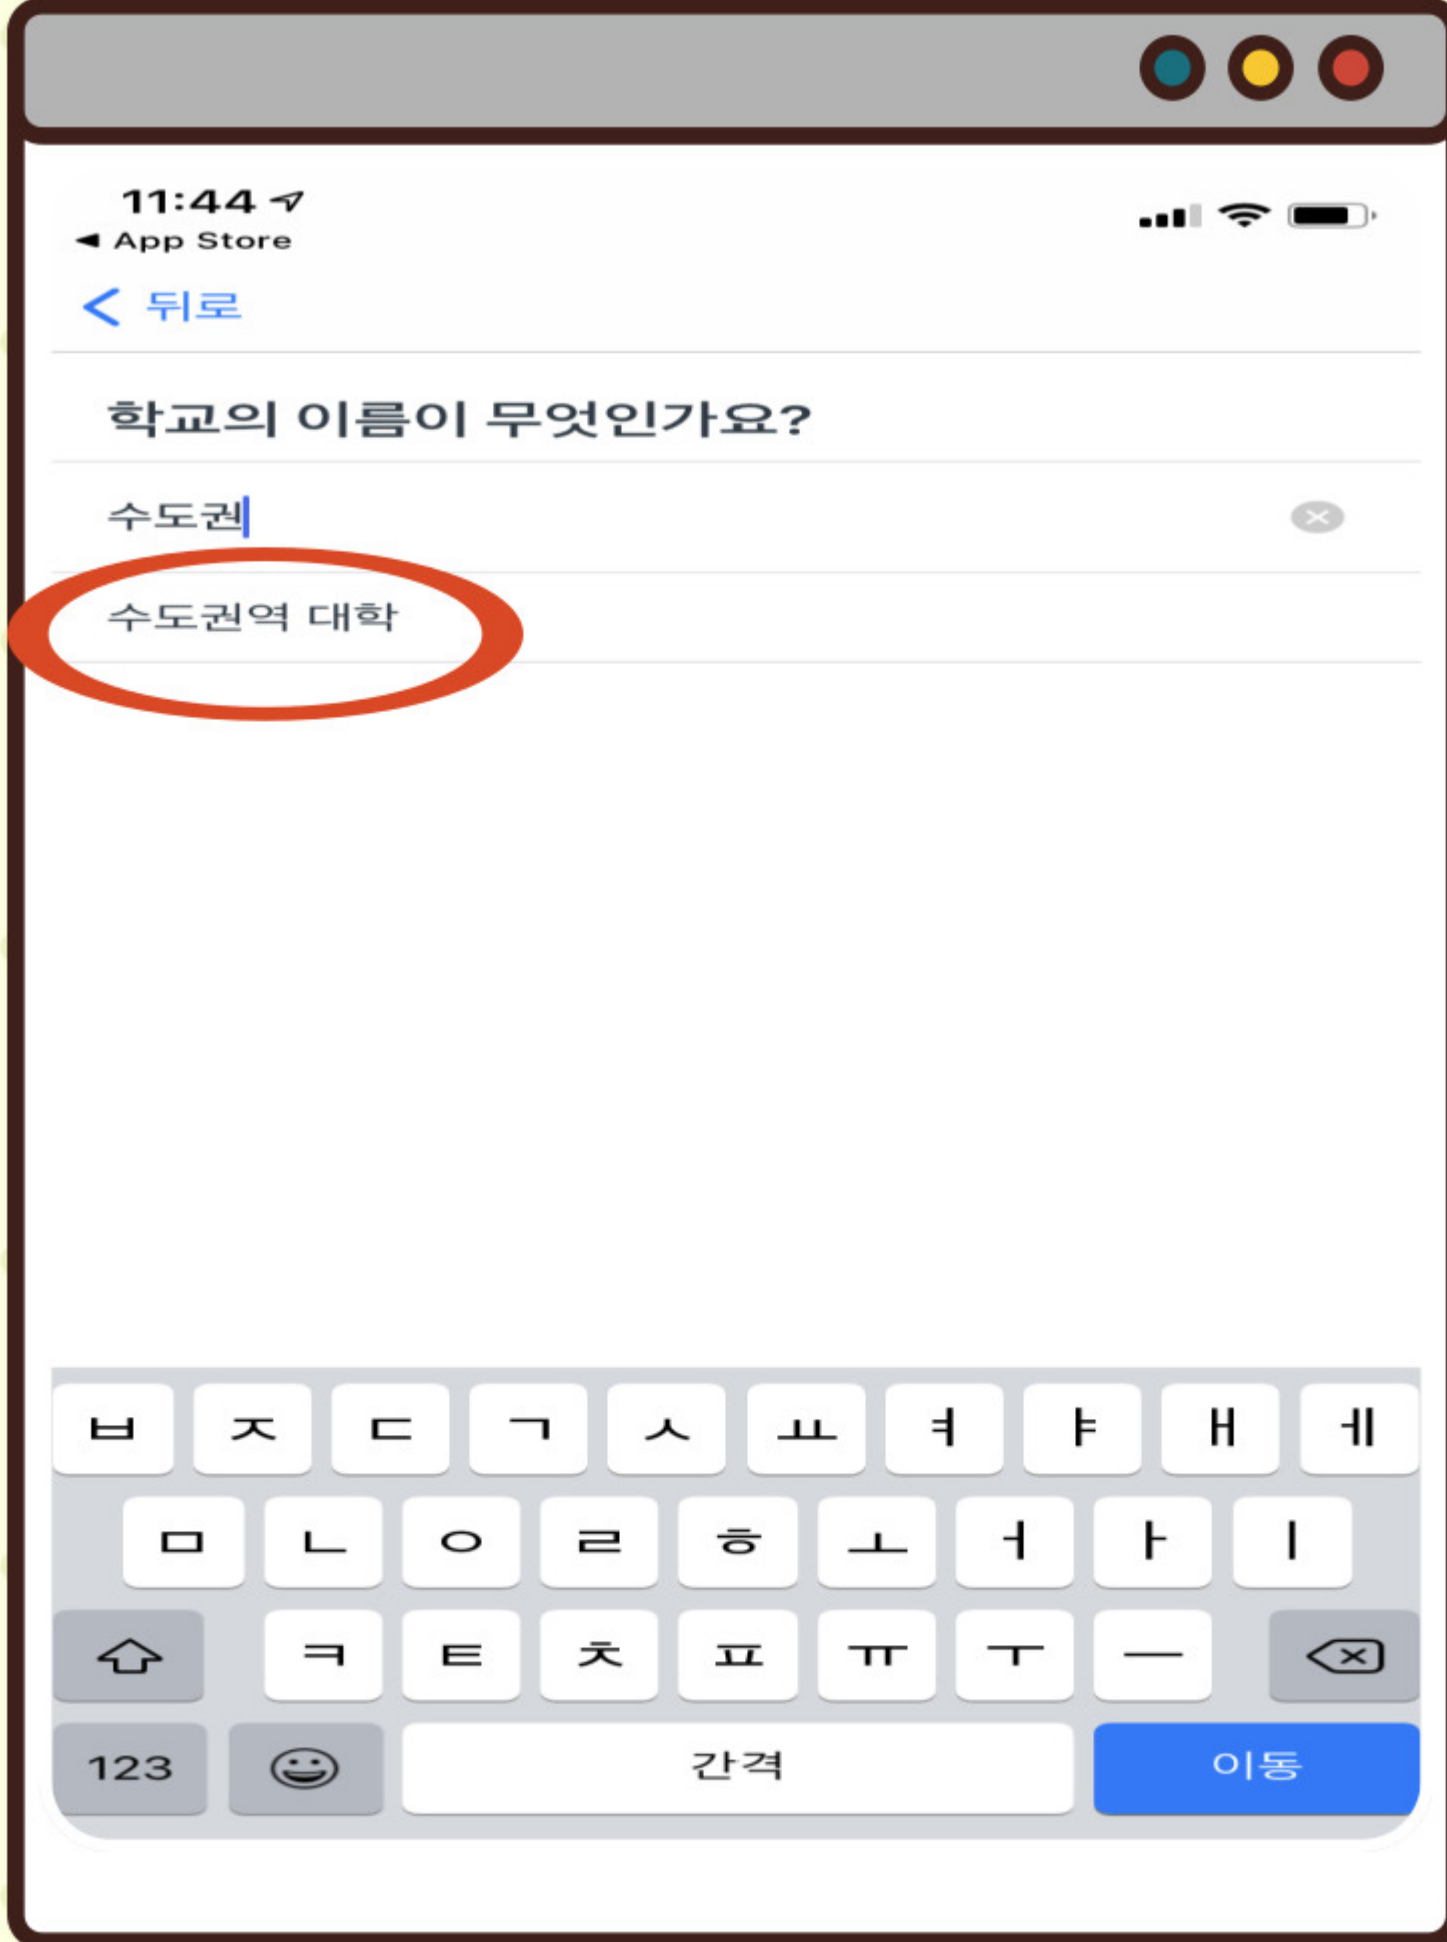 11:44
◀ App Store
뒤로
학교의 이름이 무엇인가요?
수도권
수도권역 대학
ㅂ ㅈ ㄷ ㄱ ㅅ ㅛ ㅕ ㅑ ㅐ ㅔ
ㅁ ㄴ ㅇ ㄹ ㅎ ㅗ ㅓ ㅏ ㅣ
ㅋ ㅌ ㅊ ㅍ ㅠ ㅜ ㅡ
123 간격 이동